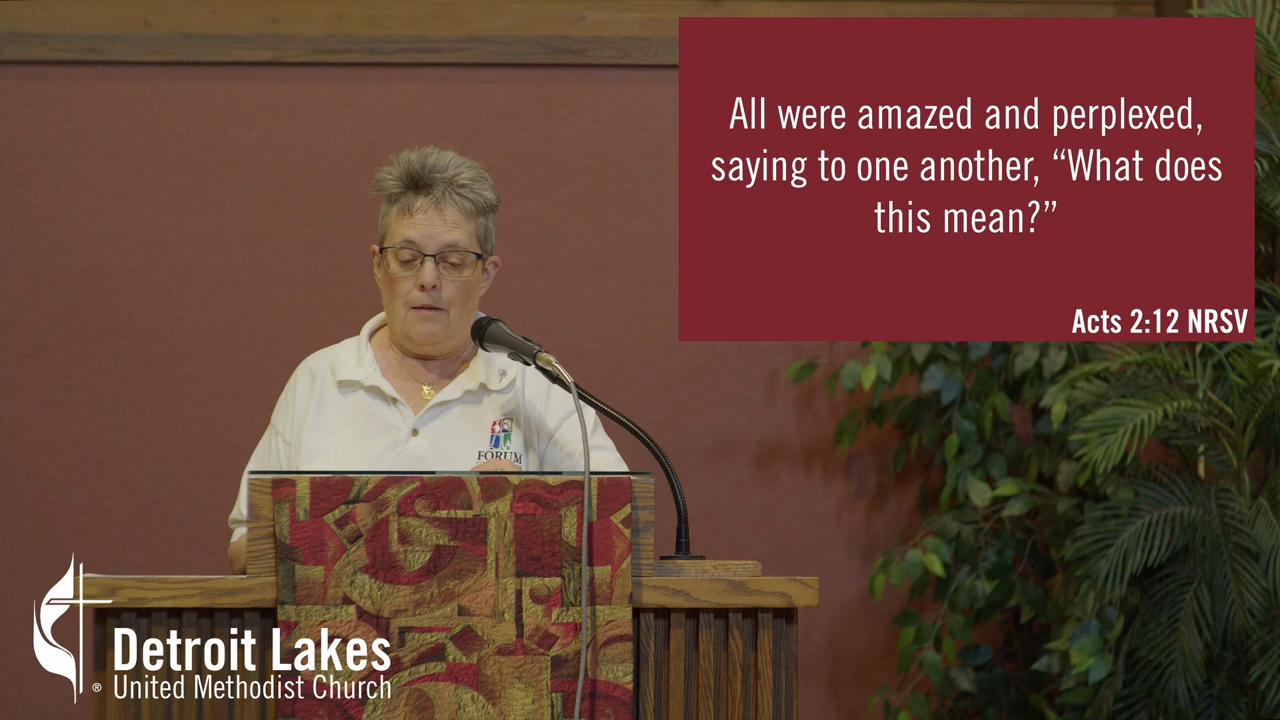 All were amazed and perplexed,
saying to one another, “What does
this mean?”
Acts 2:12 NRSV
FORUM
Detroit Lakes
® United Methodist Church